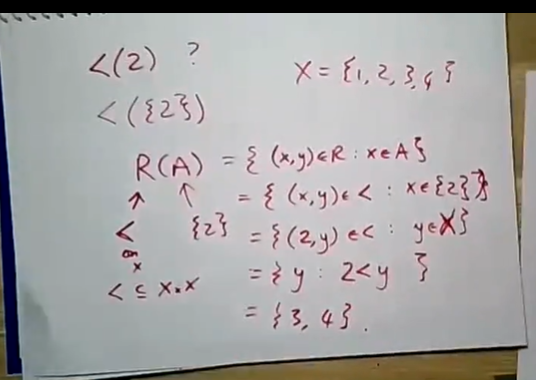 <(2) ?
X = {1, 2, 3, 4}
<({2})
R(A) = { (x,y)∈R : x∈A}
= { (x,y)∈ < : x∈{2}}
= {(2,y) ∈< : y∈X}
= { y : 2<y }
= {3, 4}.
↑ ↑
< {2}
on
X
< ⊆ X×X